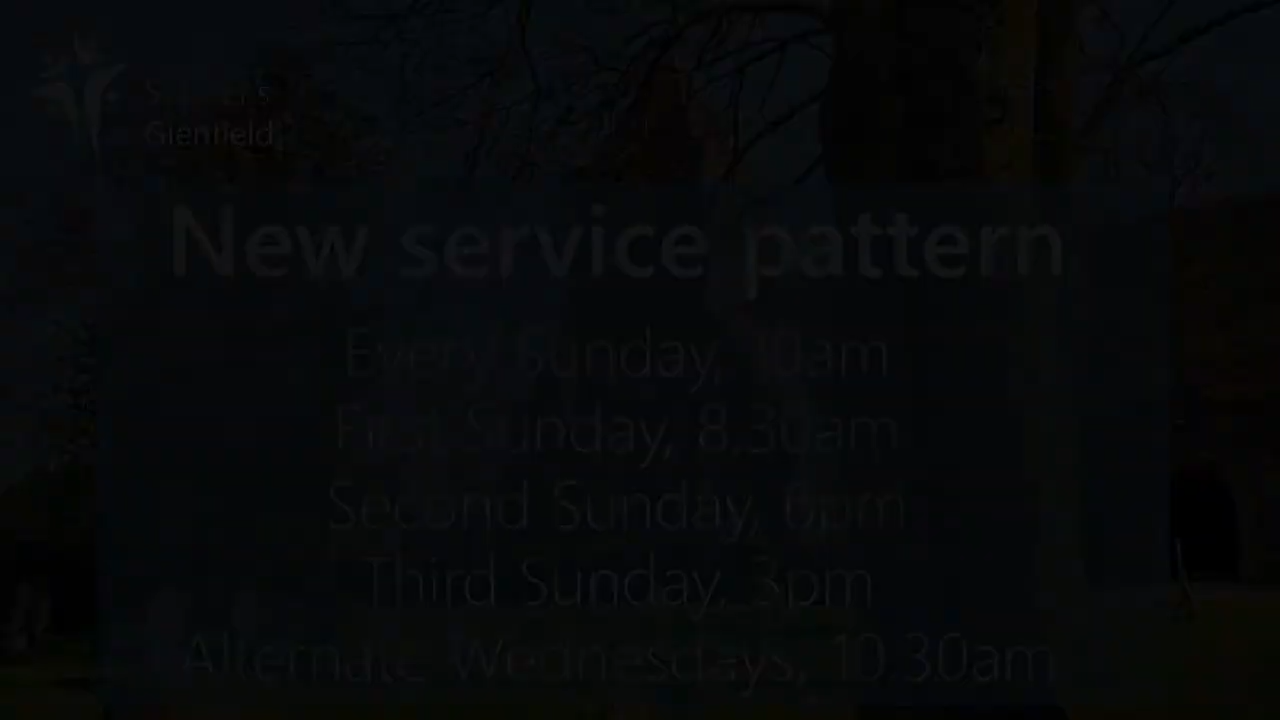 Glenfield
New service pattern
Every Sunday, 10am
First Sunday, 8.30am
Second Sunday, 6pm
Third Sunday, 3pm
Alternate Wednesdays, 10.30am